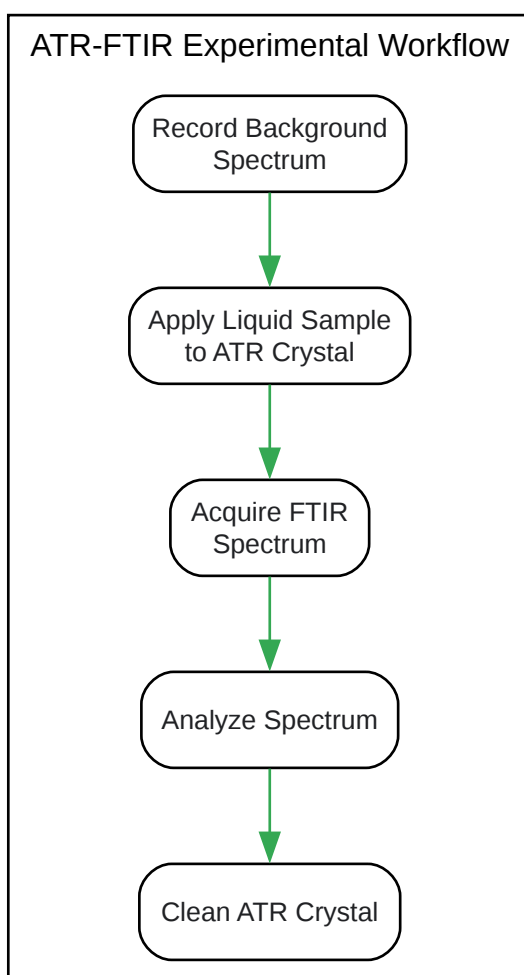 ATR-FTIR Experimental Workflow
Record Background
Spectrum
Apply Liquid Sample
to ATR Crystal
Acquire FTIR
Spectrum
Analyze Spectrum
Clean ATR Crystal